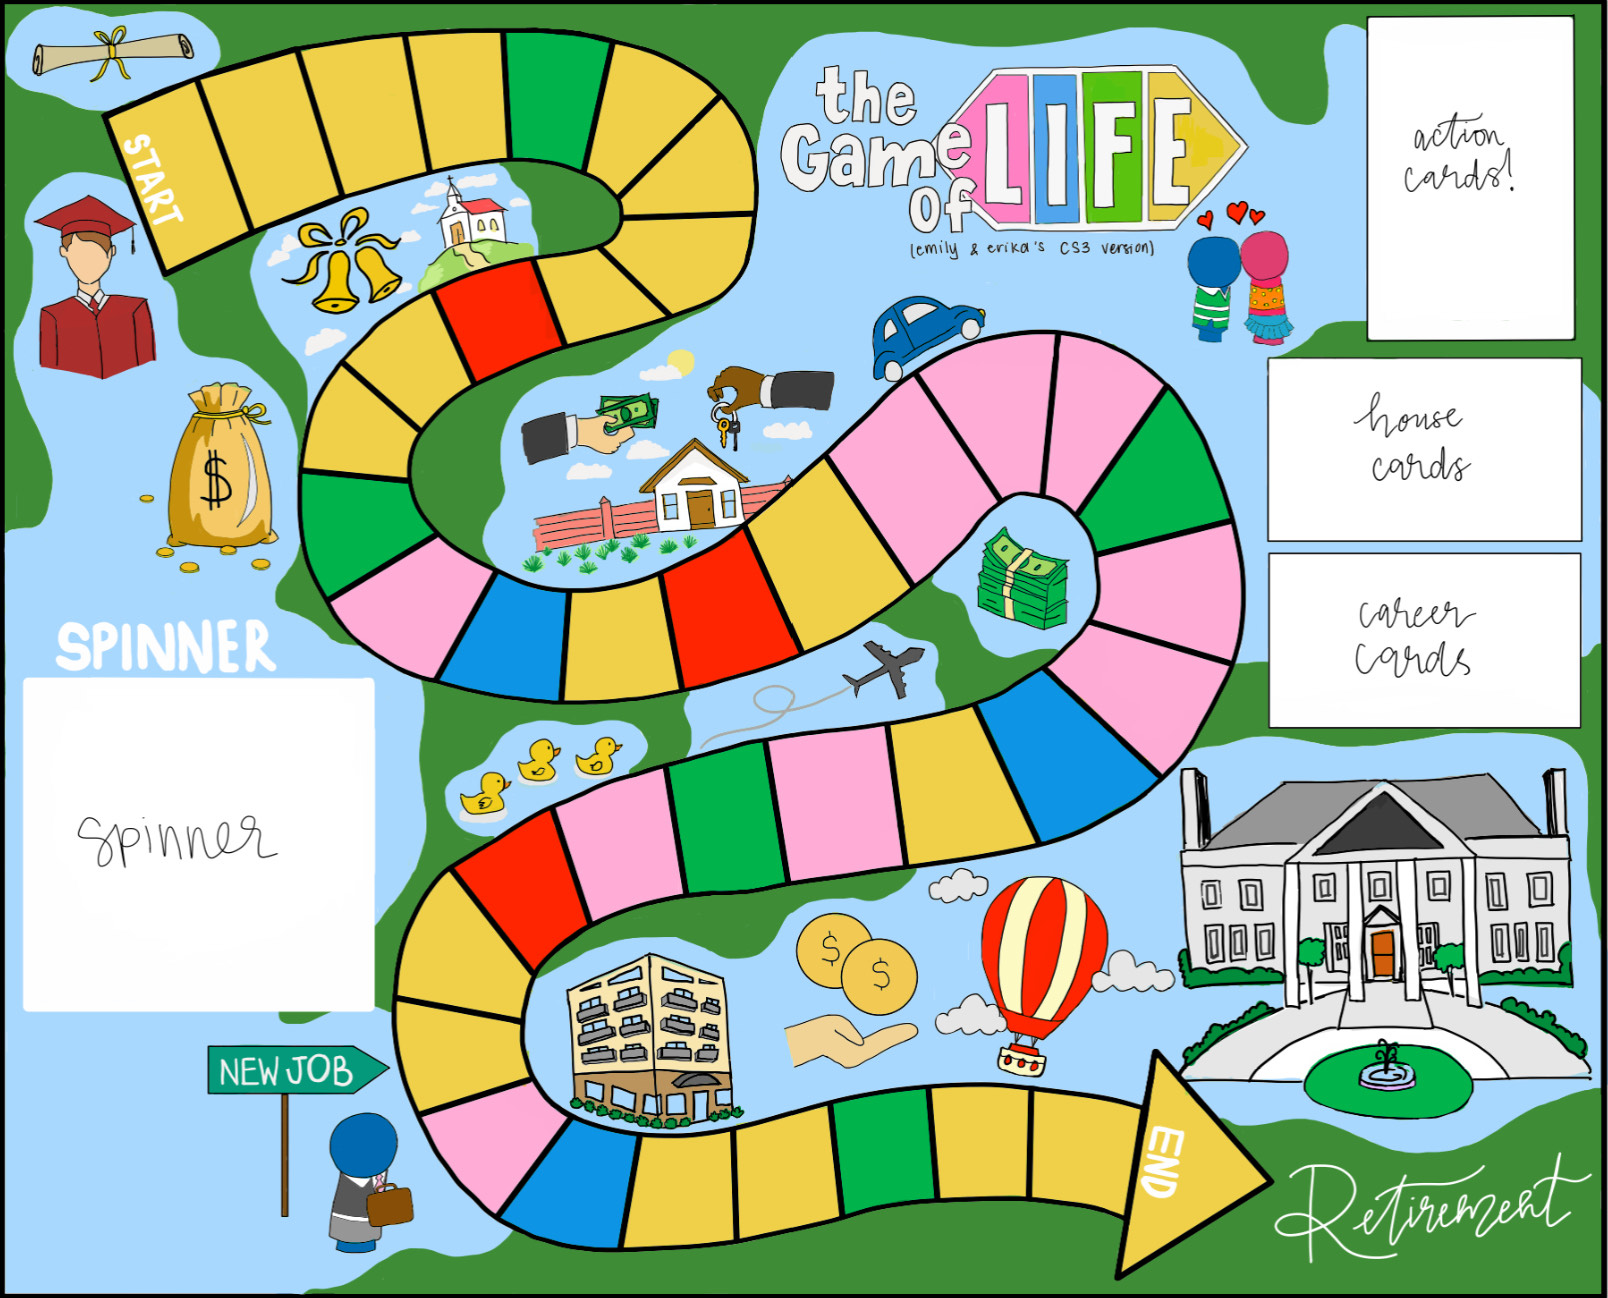 START
the
Game
of
LIFE
(emily & erika's CS3 version)
action
cards!
house
cards
career
cards
$
SPINNER
spinner
$
$
NEW JOB
END
Retirement